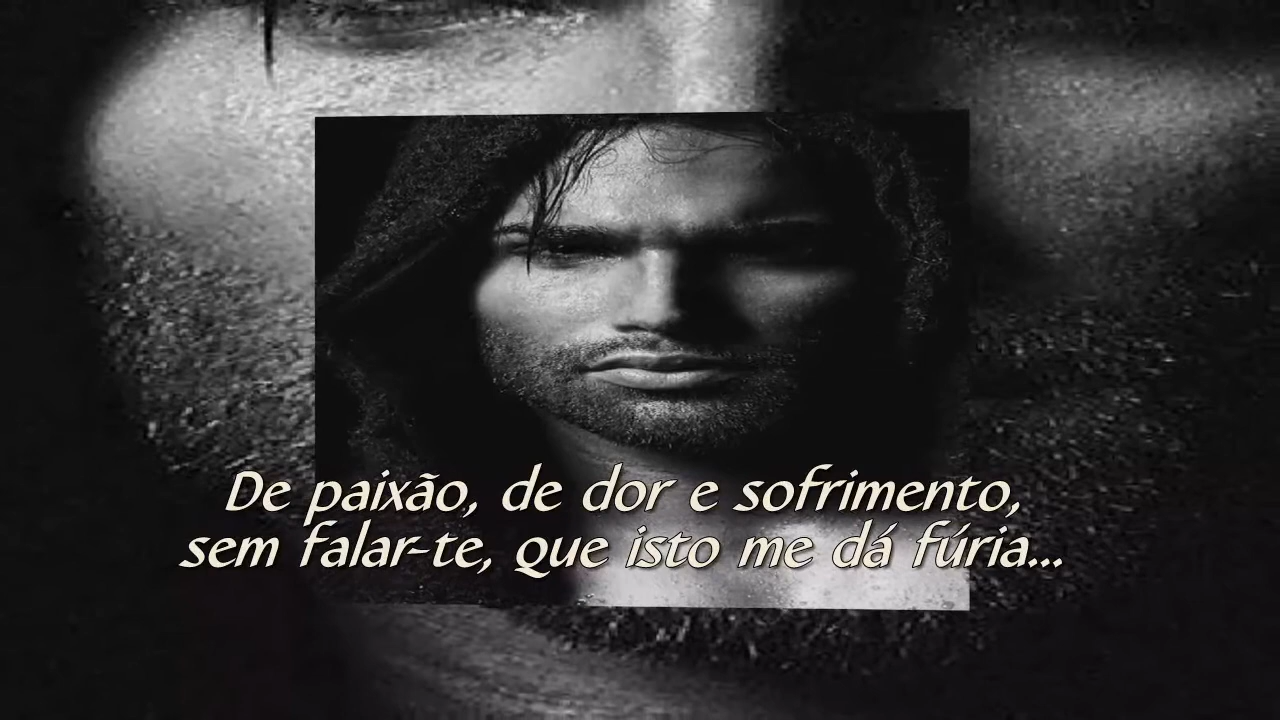 De paixão, de dor e sofrimento,
sem falar-te, que isto me dá fúria...